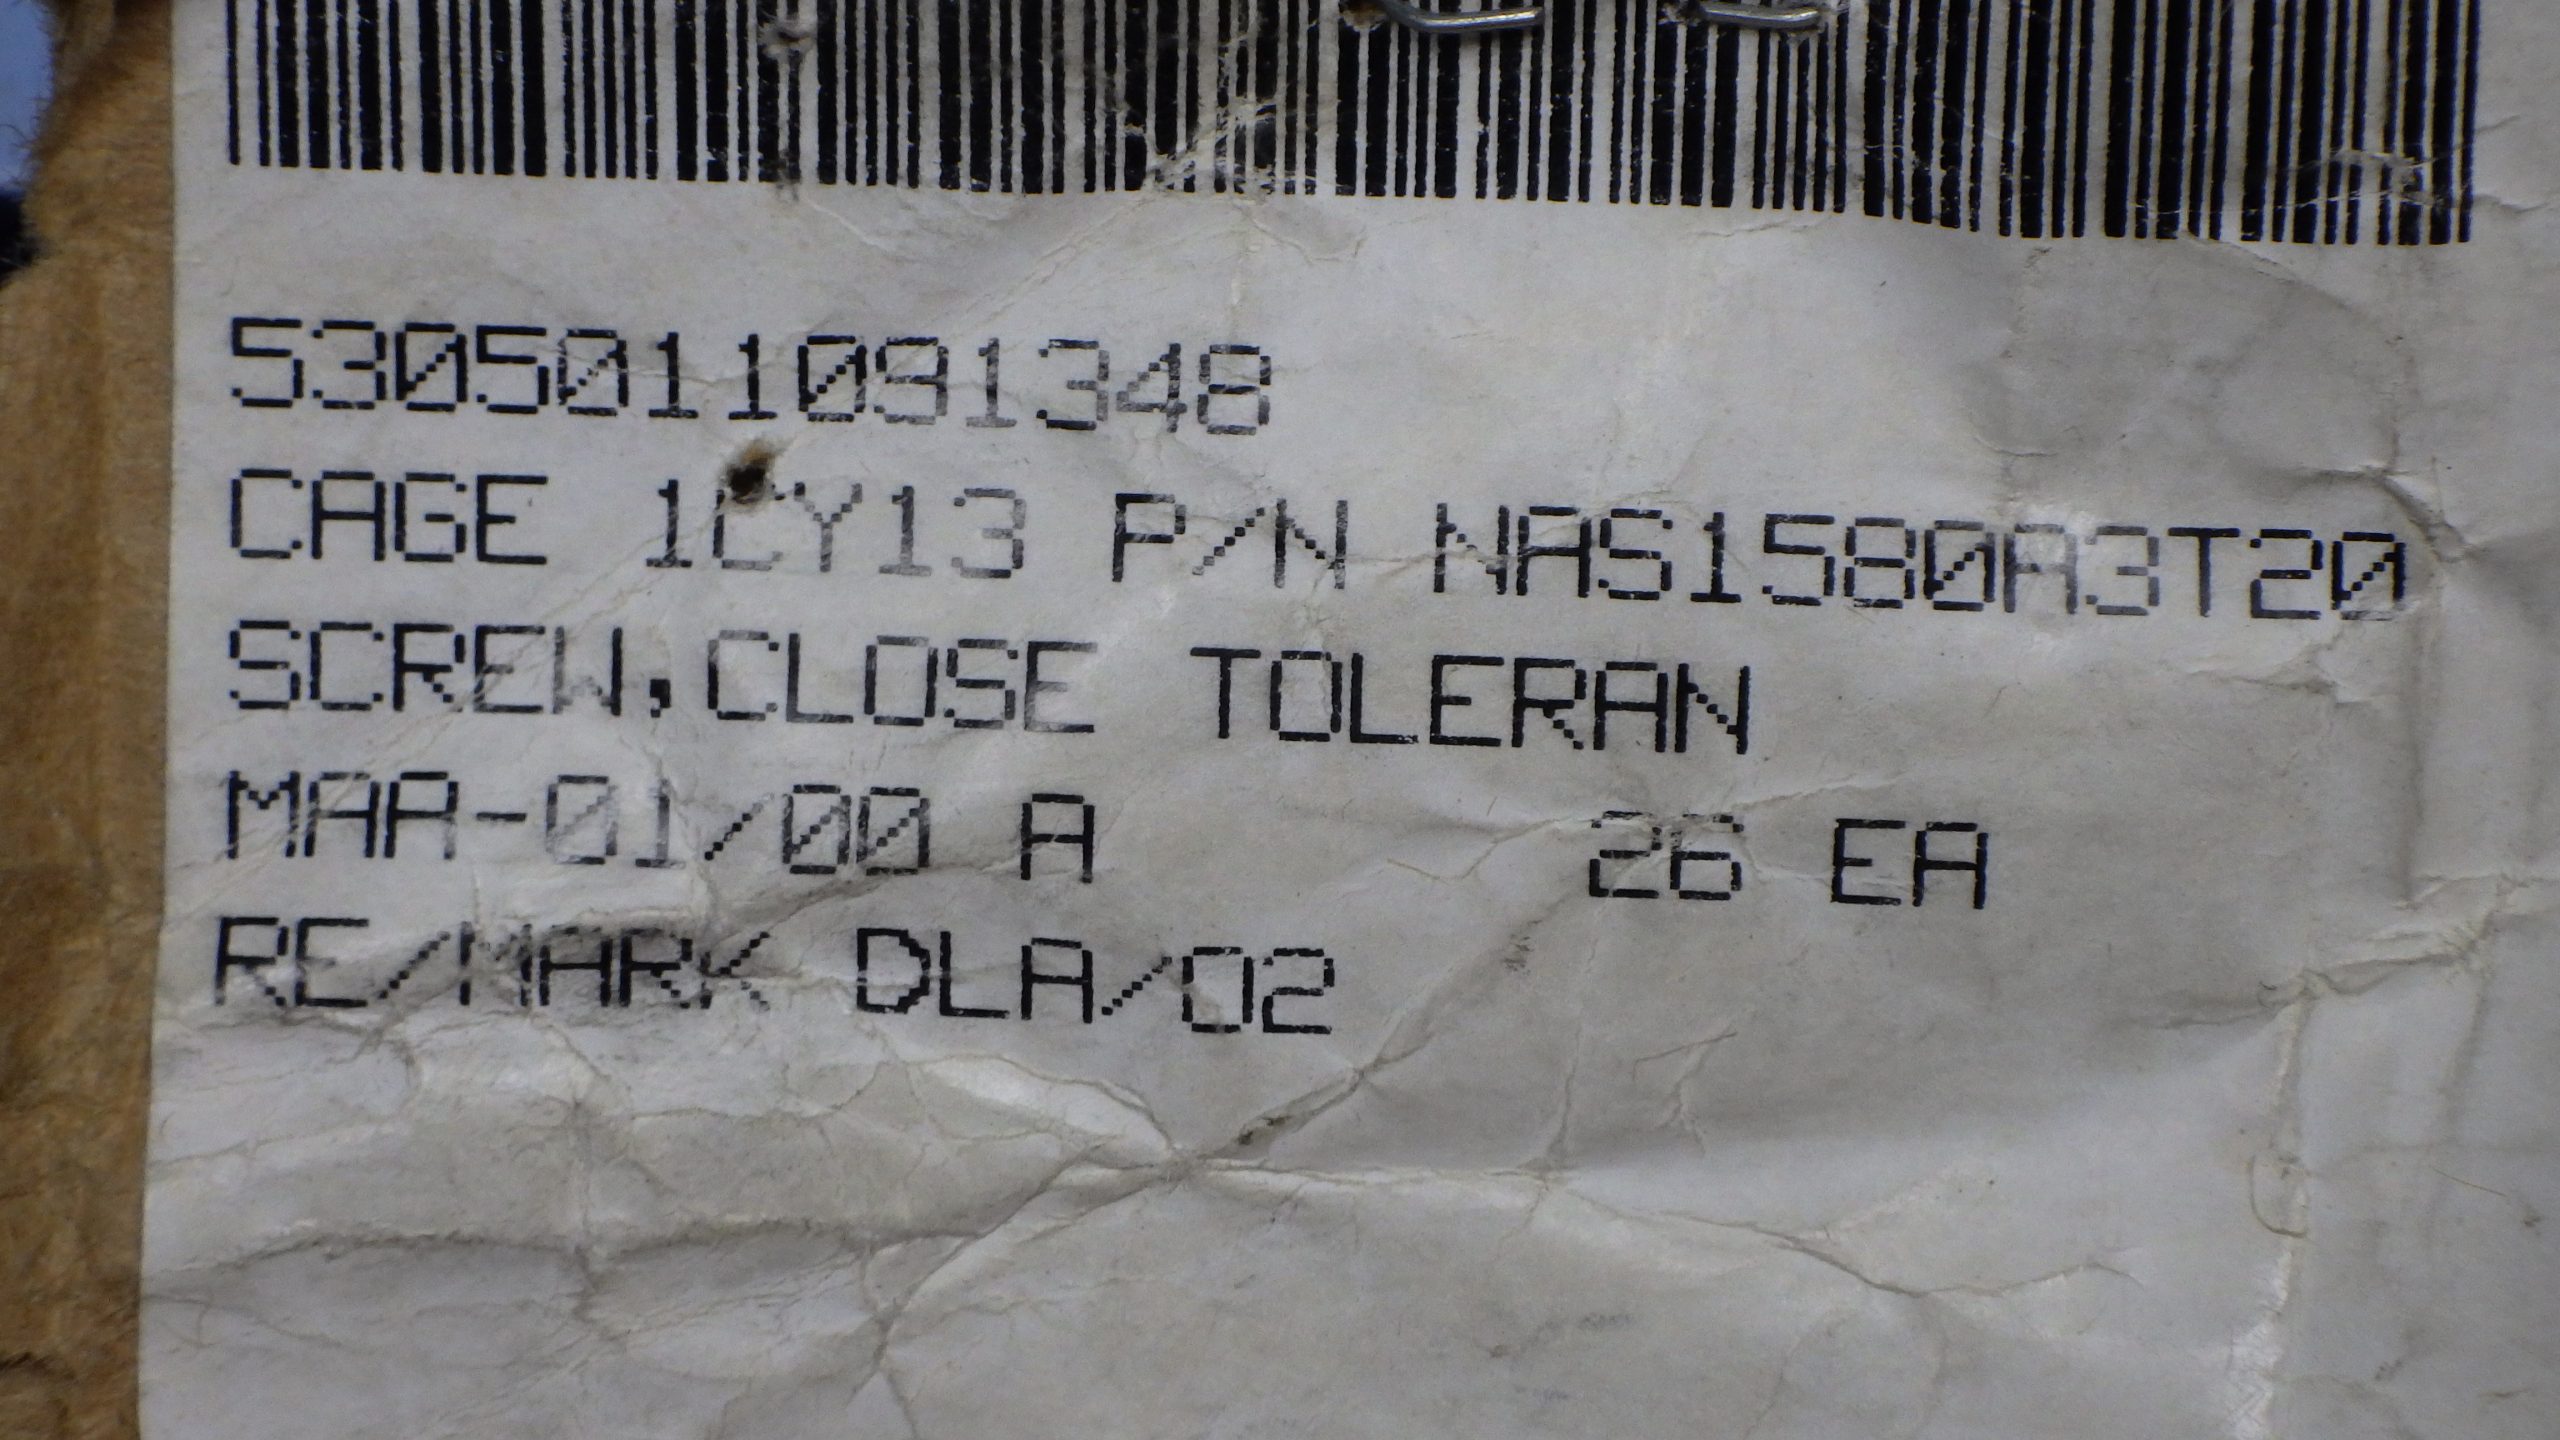 5305011091348
CAGE 1CY13 P/N NAS1580A3T20
SCREW,CLOSE TOLERAN
MAR-01/00 A 26 EA
RE/MARK DLA/02